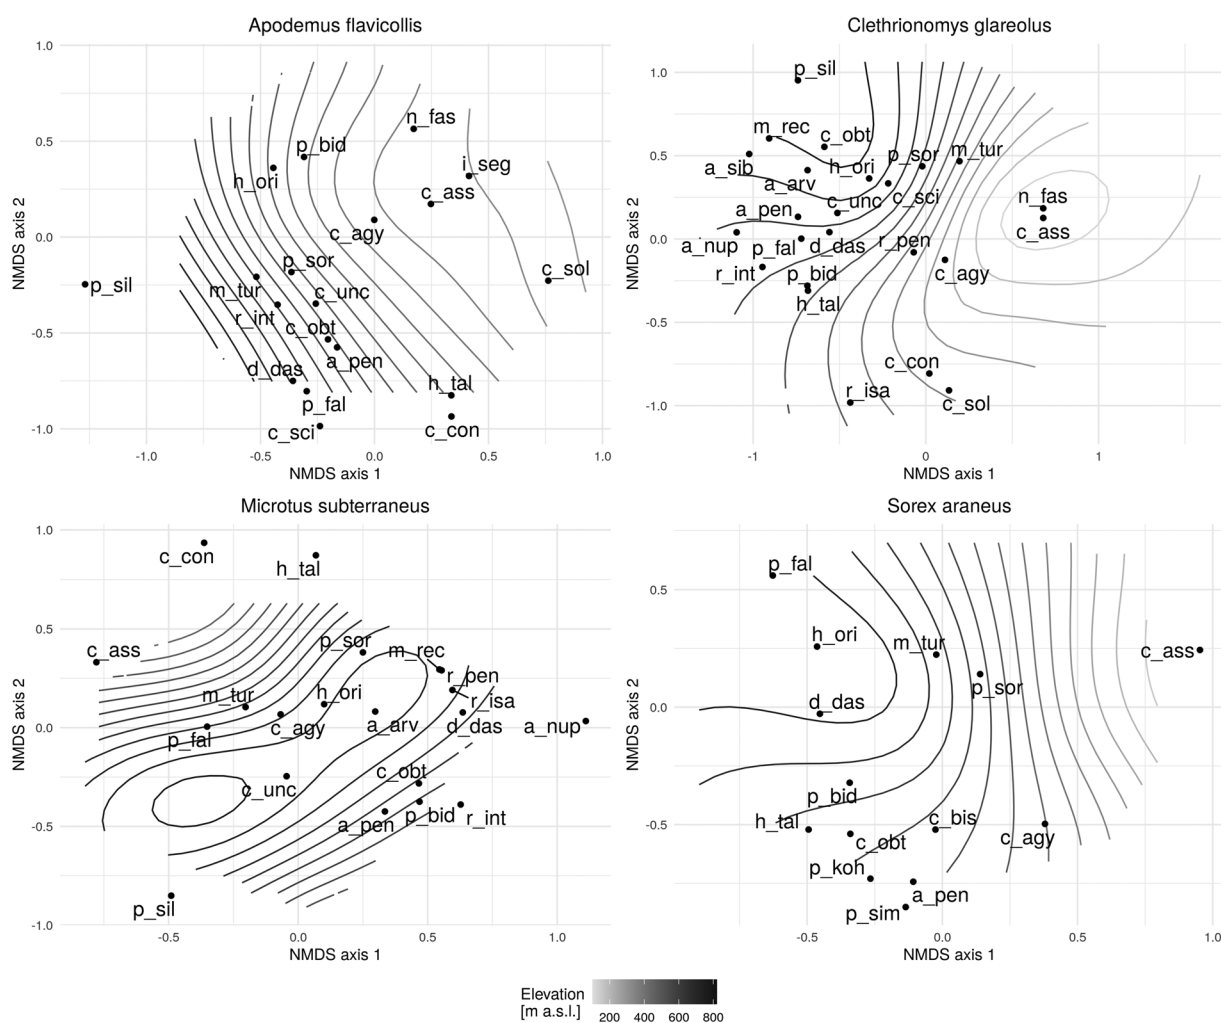 Apodemus flavicollis
1.0
0.5
0.0
-0.5
-1.0
NMDS axis 2
n_fas
p_bid
i_seg
h_ori
c_ass
c_agy
p_sor
c_sol
p_sil
m_tur
c_unc
r_int
c_obt
a_pen
d_das
h_tal
p_fal
c_sci
c_con
-1.0 -0.5 0.0 0.5 1.0
NMDS axis 1
Clethrionomys glareolus
1.0
0.5
0.0
-0.5
-1.0
NMDS axis 2
p_sil
m_rec
c_obt
a_sib
h_ori
p_sor
m_tur
a_arv
c_unc
c_sci
n_fas
a_pen
c_ass
a_nup
p_fal
d_das
r_pen
r_int
p_bid
c_agy
h_tal
c_con
r_isa
c_sol
-1 0 1
NMDS axis 1
Microtus subterraneus
1.0
0.5
0.0
-0.5
-1.0
NMDS axis 2
c_con
h_tal
c_ass
p_sor
m_rec
r_pen
m_tur
h_ori
r_isa
p_fal
c_agy
a_arv
d_das
a_nup
c_unc
c_obt
a_pen
p_bid
r_int
p_sil
-0.5 0.0 0.5 1.0
NMDS axis 1
Sorex araneus
0.5
0.0
-0.5
NMDS axis 2
p_fal
h_ori
m_tur
c_ass
p_sor
d_das
p_bid
h_tal
c_bis
c_obt
c_agy
p_koh
a_pen
p_sim
-0.5 0.0 0.5 1.0
NMDS axis 1
Elevation
[m a.s.l.]
200 400 600 800